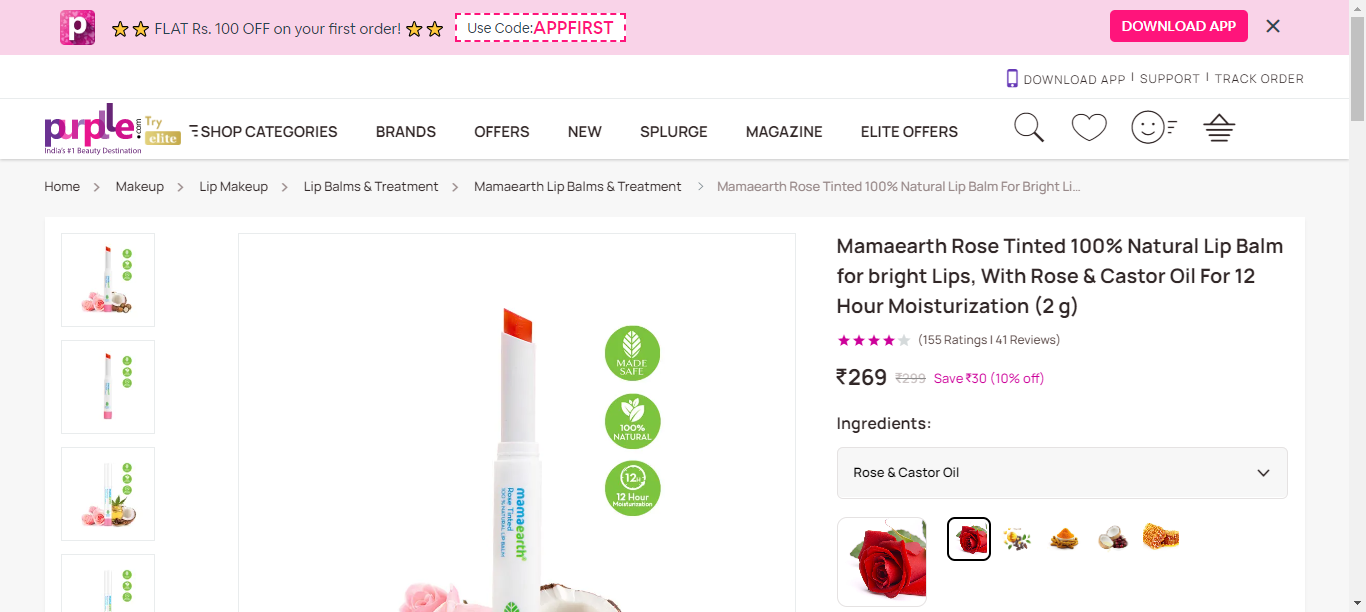 p
FLAT Rs. 100 OFF on your first order!
Use Code:APPFIRST
DOWNLOAD APP
DOWNLOAD APP | SUPPORT | TRACK ORDER
purplle.com
Try elite
India's #1 Beauty Destination
SHOP CATEGORIES BRANDS OFFERS NEW SPLURGE MAGAZINE ELITE OFFERS
Home > Makeup > Lip Makeup > Lip Balms & Treatment > Mamaearth Lip Balms & Treatment > Mamaearth Rose Tinted 100% Natural Lip Balm For Bright Li...
MADE
SAFE
100%
NATURAL
12H
12 Hour
Moisturization
mamaearth
Rose Tinted
100% NATURAL LIP BALM
Mamaearth Rose Tinted 100% Natural Lip Balm
for bright Lips, With Rose & Castor Oil For 12
Hour Moisturization (2 g)
(155 Ratings | 41 Reviews)
₹269 ₹299 Save ₹30 (10% off)
Ingredients:
Rose & Castor Oil